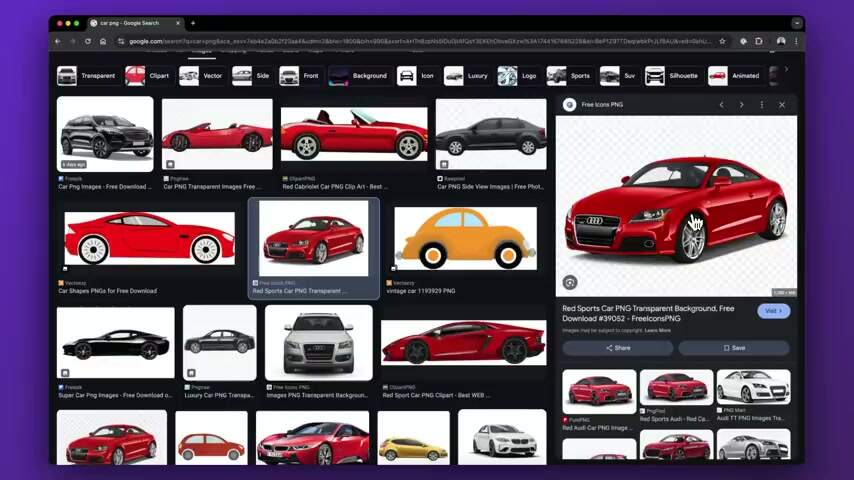 car png - Google Search
Transparent
Clipart
Vector
Side
Front
Background
Icon
Luxury
Logo
Sports
Suv
Silhouette
Animated
Free Icons PNG
6 days ago
Freepik
Car Png Images - Free Download ...
Pngtree
Car PNG Transparent Images Free ...
ClipartPNG
Red Cabriolet Car PNG Clip Art - Best ...
Rawpixel
Car PNG Side View Images | Free Phot...
Vecteezy
Car Shapes PNGs for Free Download
Free Icons PNG
Red Sports Car PNG Transparent ...
Vecteezy
vintage car 1193929 PNG
Red Sports Car PNG Transparent Background, Free
Download #39052 - FreeIconsPNG
Visit
Images may be subject to copyright. Learn More
Share
Save
Freepik
Super Car Png Images - Free Download o...
Pngtree
Luxury Car PNG Transpa...
Free Icons PNG
Images PNG Transparent Backgroun...
ClipartPNG
Red Sport Car PNG Clipart - Best WEB ...
PurePNG
Red Audi Car PNG Image ...
PngPlest
Red Sports Audi - Red Ca...
PNG Mart
Audi TT PNG Images Tra...